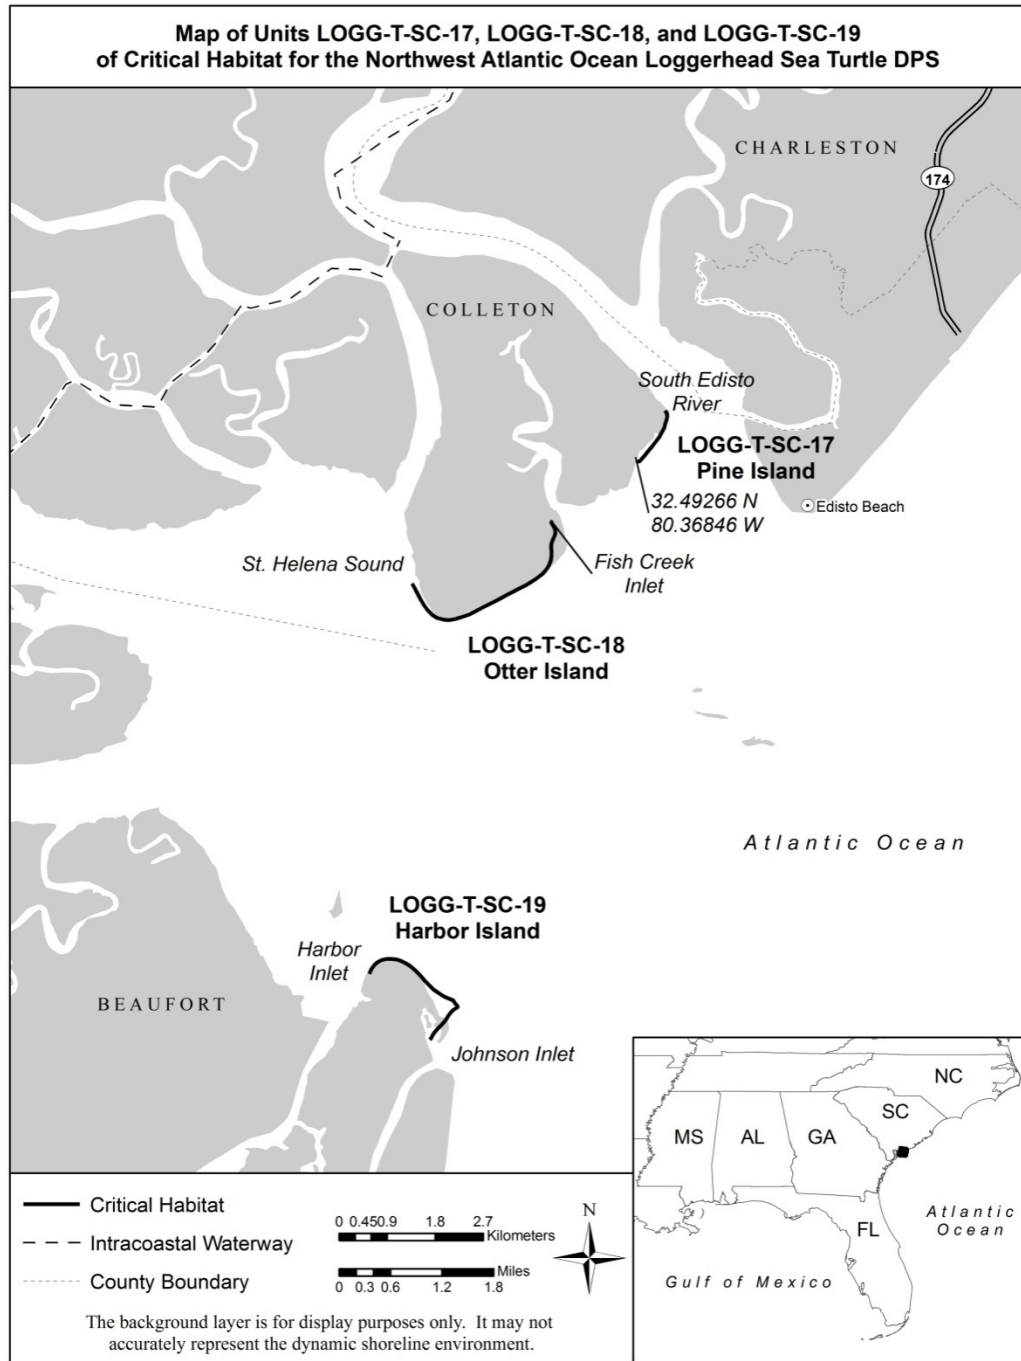 Map of Units LOGG-T-SC-17, LOGG-T-SC-18, and LOGG-T-SC-19
of Critical Habitat for the Northwest Atlantic Ocean Loggerhead Sea Turtle DPS
CHARLESTON
174
COLLETON
South Edisto
River
LOGG-T-SC-17
Pine Island
32.49266 N
80.36846 W
Edisto Beach
St. Helena Sound
Fish Creek
Inlet
LOGG-T-SC-18
Otter Island
Atlantic Ocean
LOGG-T-SC-19
Harbor Island
Harbor
Inlet
BEAUFORT
Johnson Inlet
NC
SC
MS
AL
GA
FL
Atlantic
Ocean
Gulf of Mexico
Critical Habitat
Intracoastal Waterway
County Boundary
0 0.45 0.9 1.8 2.7
Kilometers
Miles
0 0.3 0.6 1.2 1.8
N
The background layer is for display purposes only. It may not
accurately represent the dynamic shoreline environment.